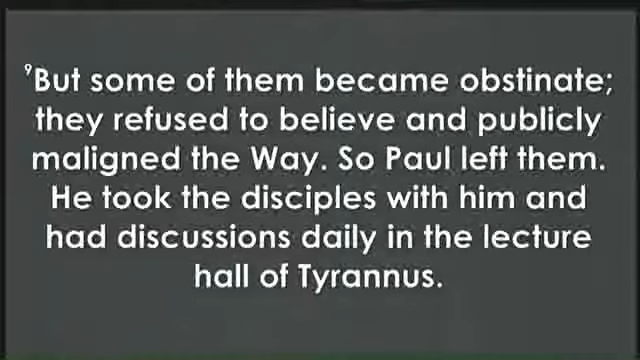 ⁹But some of them became obstinate;
they refused to believe and publicly
maligned the Way. So Paul left them.
He took the disciples with him and
had discussions daily in the lecture
hall of Tyrannus.